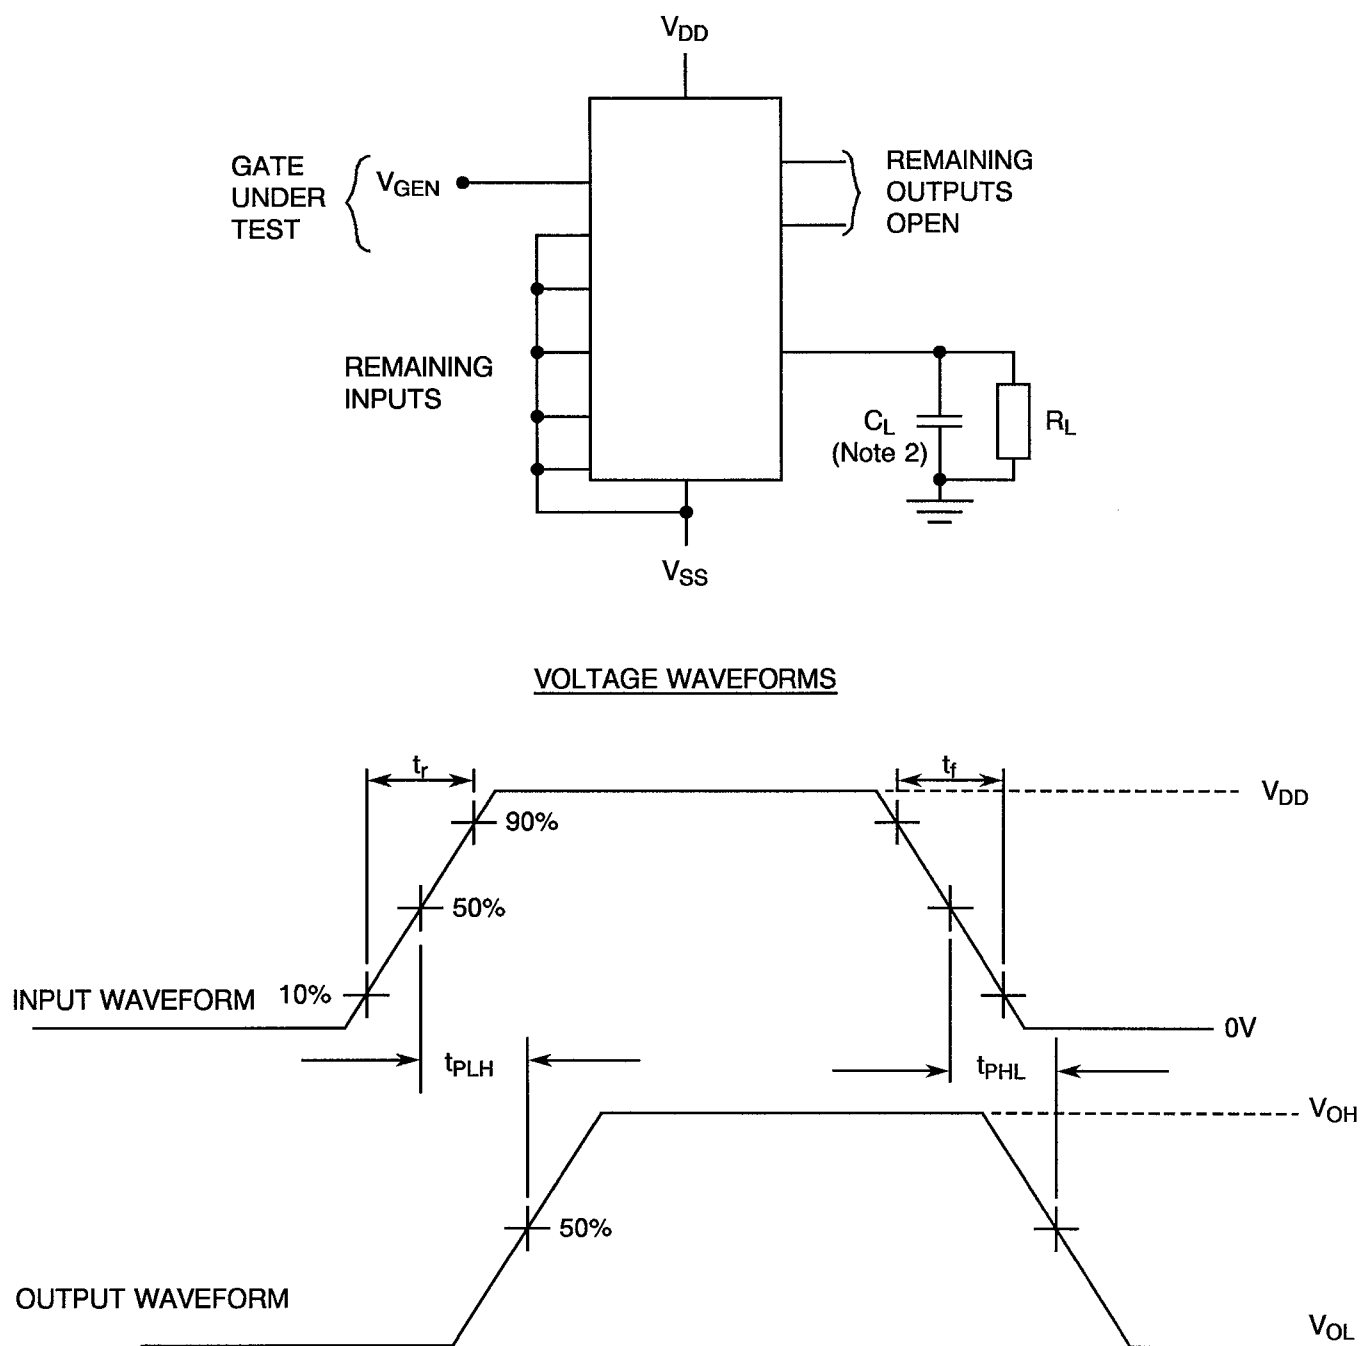 VDD
GATE
UNDER
TEST
VGEN
REMAINING
OUTPUTS
OPEN
REMAINING
INPUTS
CL
(Note 2)
RL
VSS
VOLTAGE WAVEFORMS
tr
tf
VDD
90%
50%
INPUT WAVEFORM 10%
0V
tPLH
tPHL
VOH
50%
OUTPUT WAVEFORM
VOL